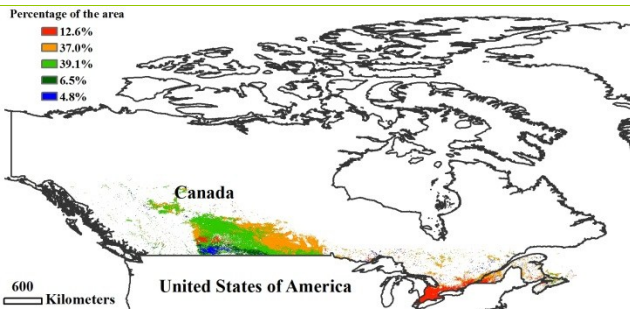 Percentage of the area
12.6%
37.0%
39.1%
6.5%
4.8%
Canada
United States of America
600
Kilometers